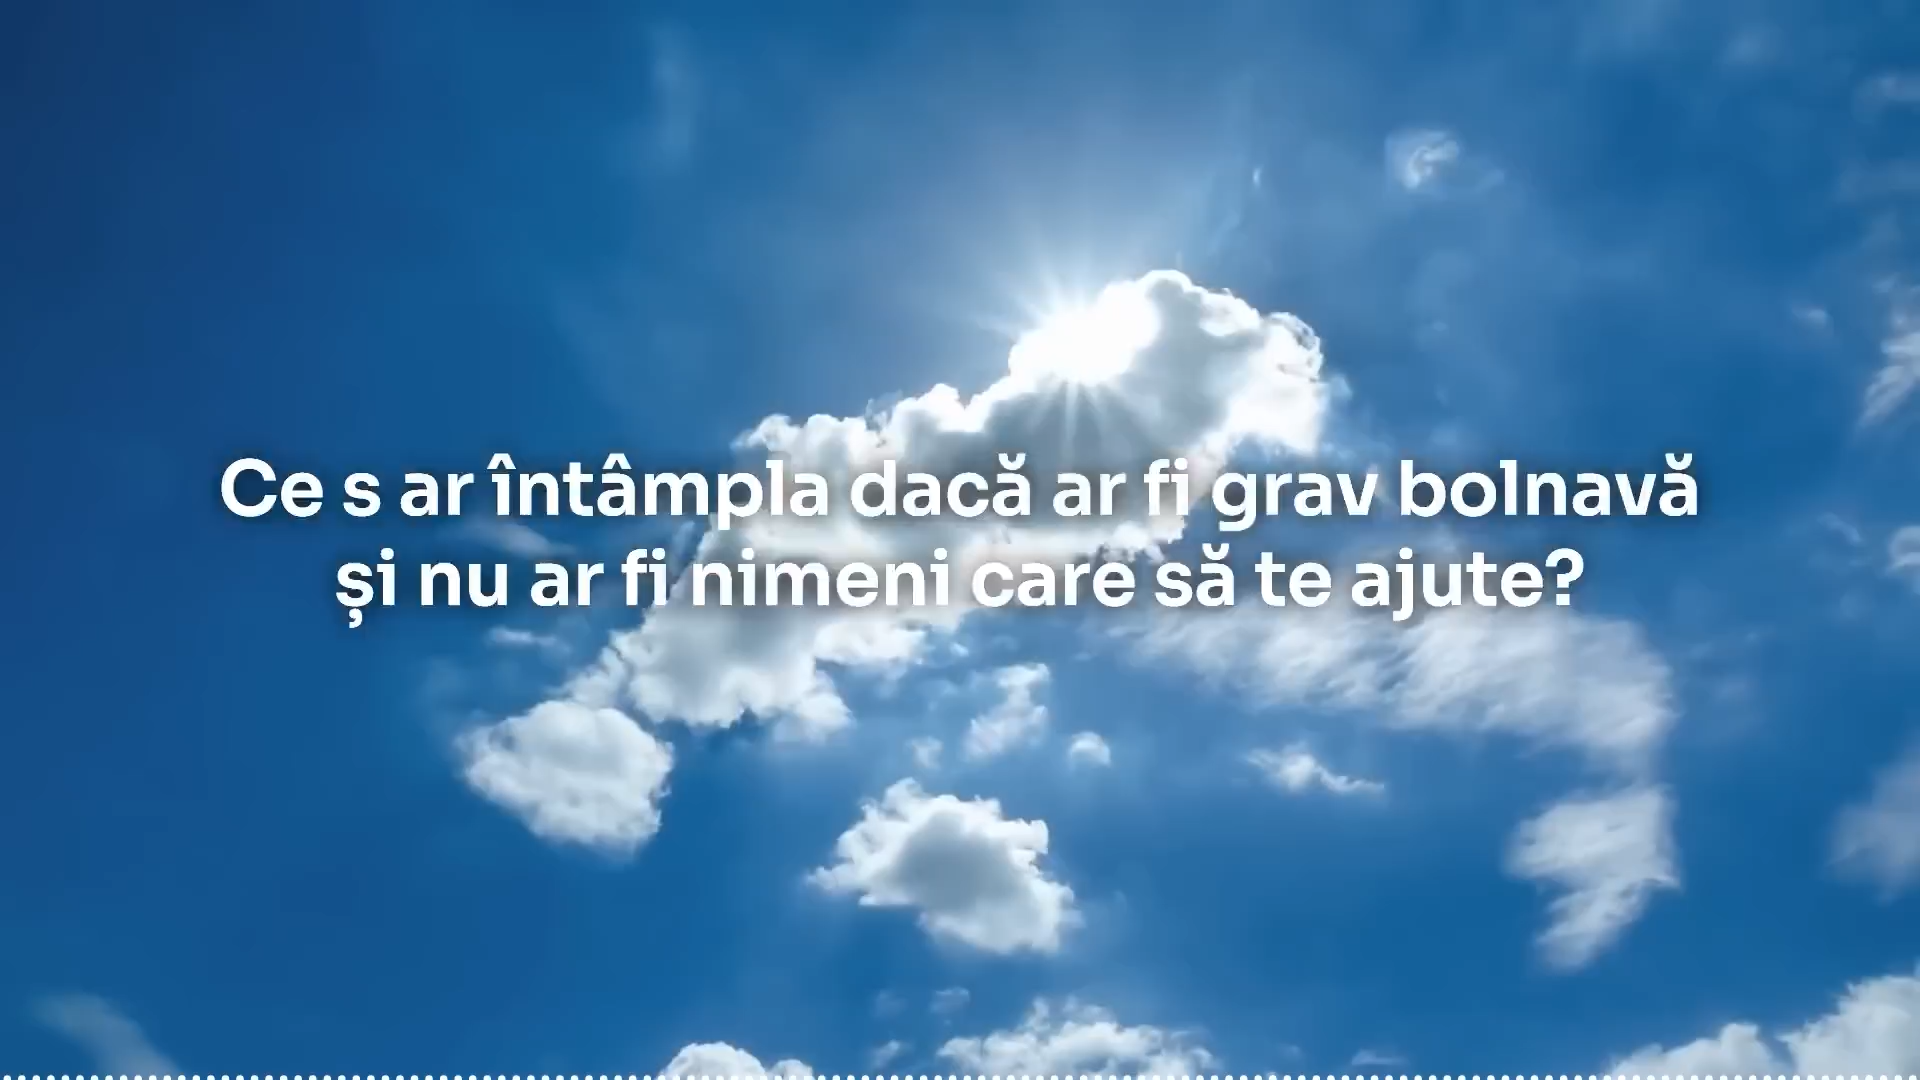 Ce s ar întâmpla dacă ar fi grav bolnavă
și nu ar fi nimeni care să te ajute?